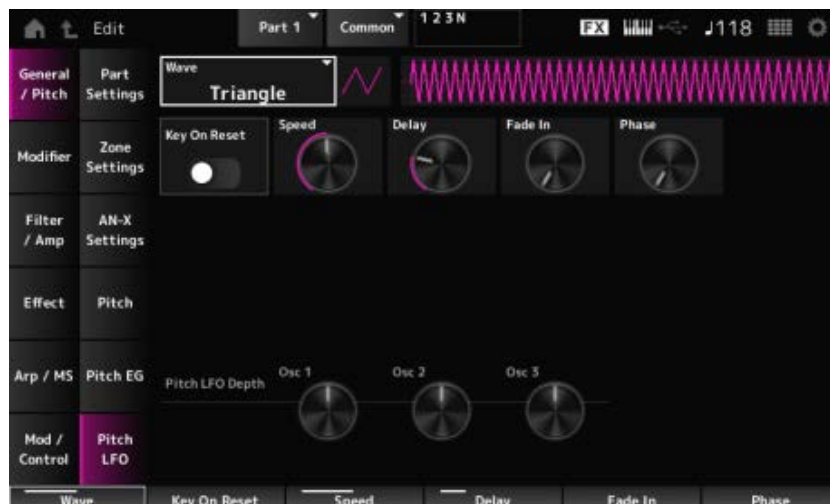 Edit
Part 1
Common
1 2 3 N
FX
♩118
General / Pitch
Part Settings
Wave
Triangle
Modifier
Zone Settings
Key On Reset
Speed
Delay
Fade In
Phase
Filter / Amp
AN-X Settings
Effect
Pitch
Arp / MS
Pitch EG
Pitch LFO Depth
Osc 1
Osc 2
Osc 3
Mod / Control
Pitch LFO
Wave
Key On Reset
Speed
Delay
Fade In
Phase